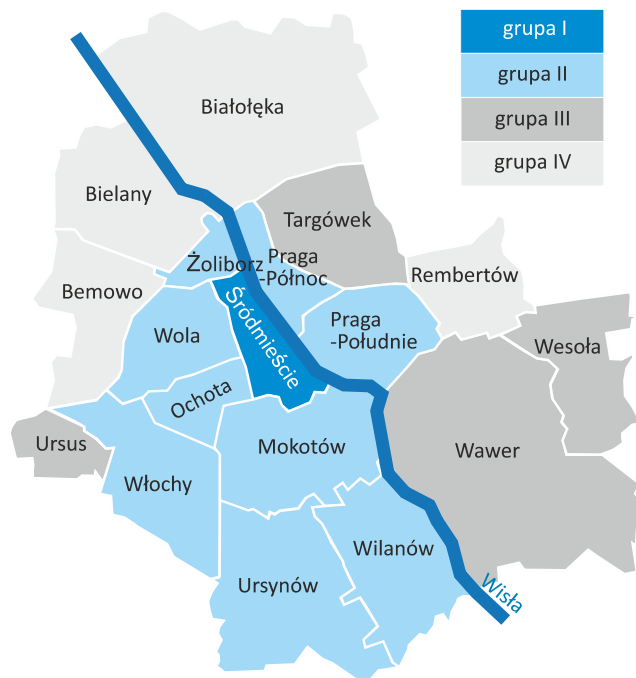 grupa I
grupa II
grupa III
grupa IV
Białołęka
Bielany
Targówek
Żoliborz
Praga
-Północ
Rembertów
Bemowo
Śródmieście
Wola
Praga
-Południe
Wesoła
Ochota
Ursus
Mokotów
Wawer
Włochy
Wilanów
Ursynów
Wisła